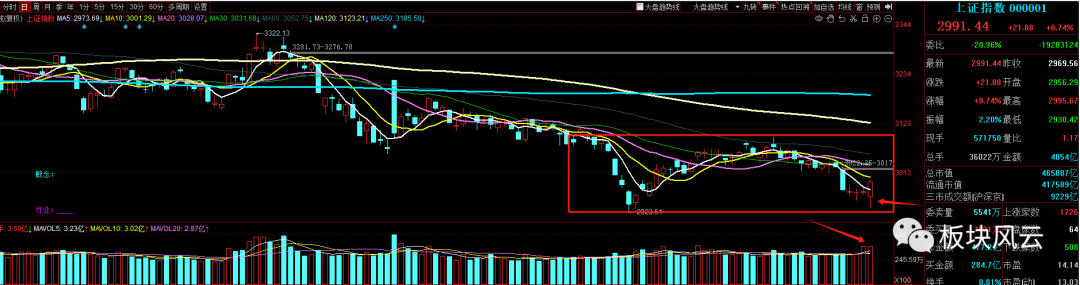 分时 日 周 月 季 年 1分 5分 15分 30分 60分 多周期 设置
大盘趋势线 大盘趋势线 九转 事件 热点回溯 加自选 均线 窗 预测
上证指数 MA5: 2973.69↓ MA10: 3001.29↓ MA20: 3028.07↓ MA30: 3031.68↑ MA60: 3052.75↓ MA120: 3123.21↓ MA250: 3185.50↓
3322.13
3281.73-3276.78
3017
2923.51
概念:
行业:
3344
3234
3123
3013
MAVOL5: 3.23亿↑ MAVOL10: 3.02亿↑ MAVOL20: 2.97亿↑
245.59万
X100
上证指数 000001
2991.44 +21.88 +0.74%
委比 -20.96% -19203124
最新 2991.44 昨收 2969.56
涨跌 +21.88 开盘 2956.29
涨幅 +0.74% 最高 2995.67
振幅 2.20% 最低 2930.42
现手 571750 量比 1.17
总手 36022万 金额 4054亿
总市值 465887亿
流通市值 417589亿
三市成交额(沪深京) 9229亿
委卖量 5541万 上涨家数 1726
64
下跌家数 508
买金额 284.7亿 市盈 14.14
换手 0.81% 市盈(动) 13.03
板块风云